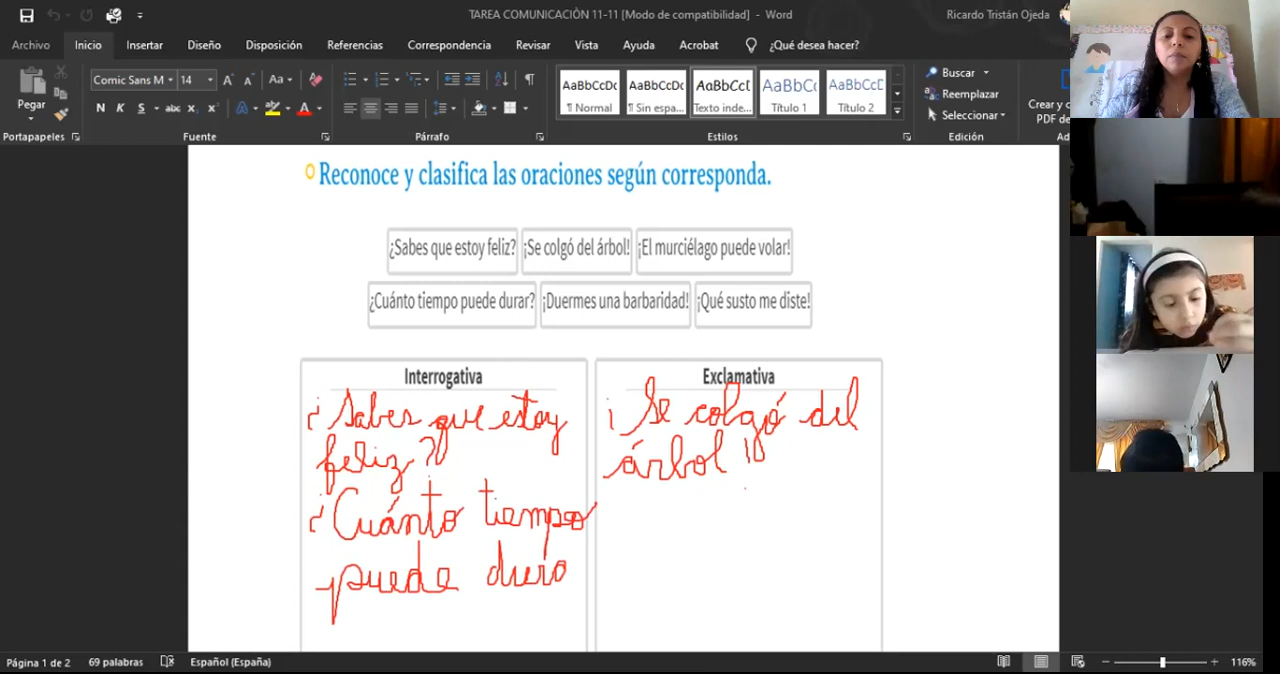 TAREA COMUNICACIÒN 11-11 [Modo de compatibilidad] - Word
Ricardo Tristán Ojeda
Archivo Inicio Insertar Diseño Disposición Referencias Correspondencia Revisar Vista Ayuda Acrobat ¿Qué desea hacer?
Pegar
Comic Sans M 14 Aa
N K S abc x₂ x² A A
AaBbCcDc AaBbCcDc AaBbCcI AaBbCc AaBbCcD
¶ Normal ¶ Sin espa... Texto inde... Título 1 Título 2
Buscar
Reemplazar
Seleccionar
Crear y c
PDF de
Portapapeles Fuente Párrafo Estilos Edición
Reconoce y clasifica las oraciones según corresponda.
¿Sabes que estoy feliz? ¡Se colgó del árbol! ¡El murciélago puede volar!
¿Cuánto tiempo puede durar? ¡Duermes una barbaridad! ¡Qué susto me diste!
Interrogativa
¿Sabes que estoy
feliz?
¿Cuánto tiempo
puede
Exclamativa
¡Se colgó del
árbol!
Página 1 de 2 69 palabras Español (España) 116%